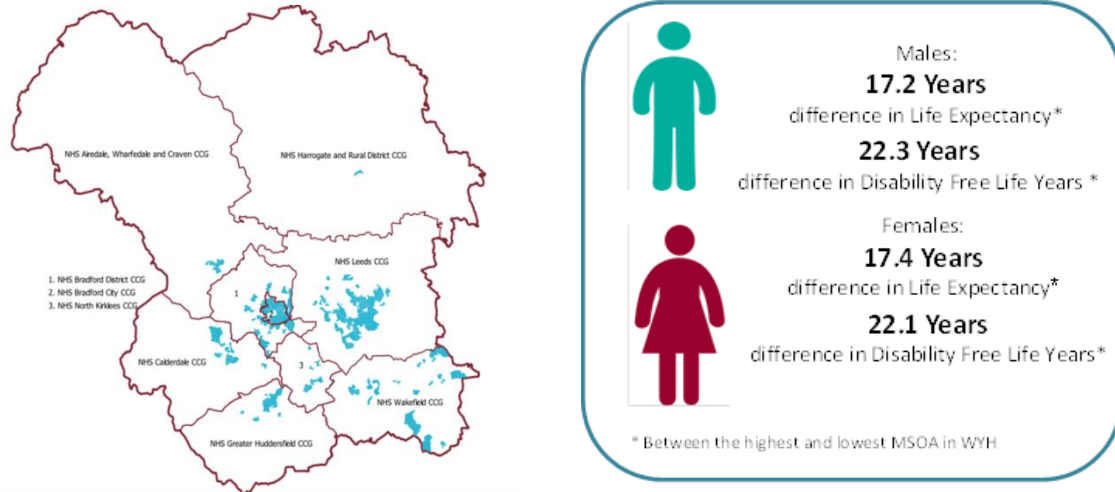 NHS Airedale, Wharfedale and Craven CCG
NHS Harrogate and Rural District CCG
NHS Leeds CCG
1. NHS Bradford District CCG
2. NHS Bradford City CCG
3. NHS North Kirklees CCG
1
2
3
NHS Calderdale CCG
NHS Wakefield CCG
NHS Greater Huddersfield CCG
Males:
17.2 Years
difference in Life Expectancy*
22.3 Years
difference in Disability Free Life Years *
Females:
17.4 Years
difference in Life Expectancy*
22.1 Years
difference in Disability Free Life Years*
* Between the highest and lowest MSOA in WYH